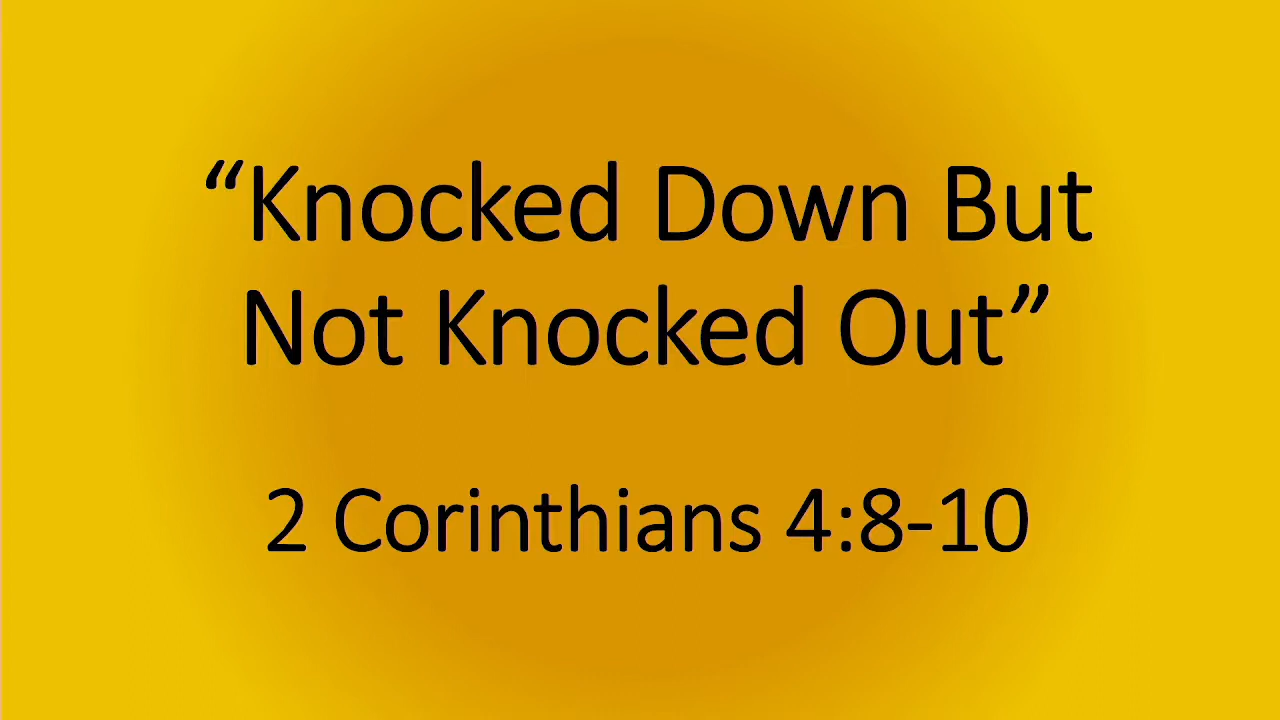 “Knocked Down But
Not Knocked Out”
2 Corinthians 4:8-10